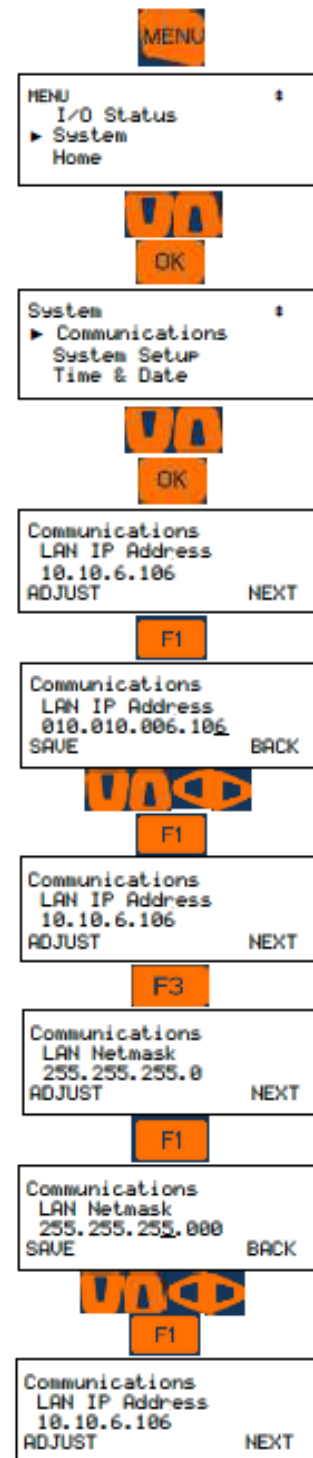 MENU
MENU
I/O Status
► System
Home
OK
System
► Communications
System Setup
Time & Date
OK
Communications
LAN IP Address
10.10.6.106
ADJUST NEXT
F1
Communications
LAN IP Address
010.010.006.106
SAVE BACK
F1
Communications
LAN IP Address
10.10.6.106
ADJUST NEXT
F3
Communications
LAN Netmask
255.255.255.0
ADJUST NEXT
F1
Communications
LAN Netmask
255.255.255.000
SAVE BACK
F1
Communications
LAN IP Address
10.10.6.106
ADJUST NEXT